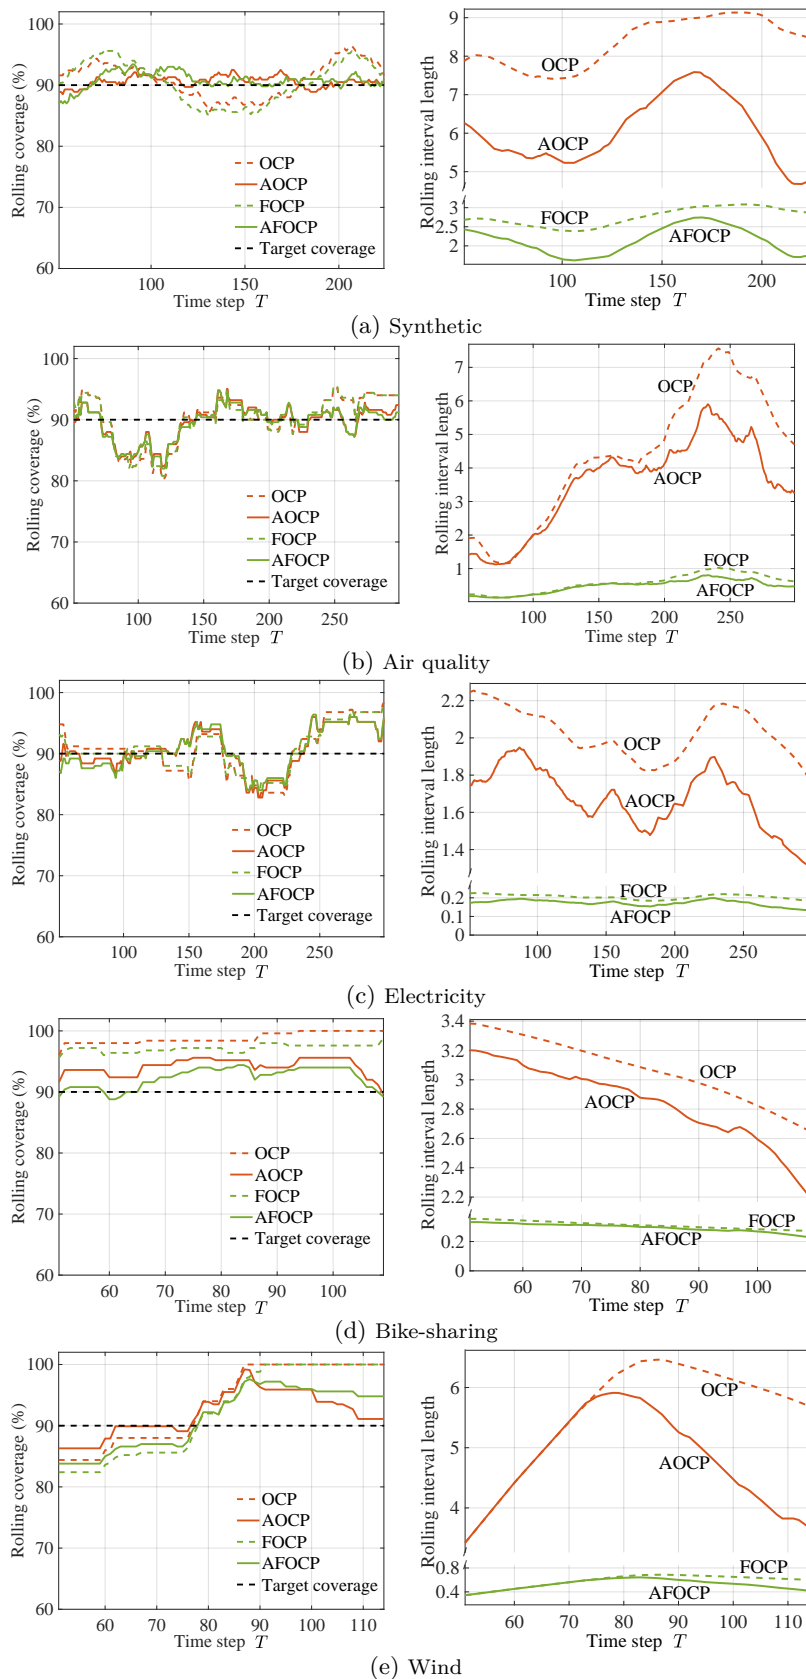 Rolling coverage (%)
100
90
80
70
60
OCP
AOCP
FOCP
AFOCP
Target coverage
100
150
200
Time step T
Rolling interval length
9
8
7
6
5
3
2.5
2
OCP
AOCP
FOCP
AFOCP
100
150
200
Time step T
(a) Synthetic
Rolling coverage (%)
100
90
80
70
60
OCP
AOCP
FOCP
AFOCP
Target coverage
100
150
200
250
Time step T
Rolling interval length
7
6
5
4
3
2
1
OCP
AOCP
FOCP
AFOCP
100
150
200
250
Time step T
(b) Air quality
Rolling coverage (%)
100
90
80
70
60
OCP
AOCP
FOCP
AFOCP
Target coverage
100
150
200
250
Time step T
Rolling interval length
2.2
2
1.8
1.6
1.4
0.2
0.1
0
OCP
AOCP
FOCP
AFOCP
100
150
200
250
Time step T
(c) Electricity
Rolling coverage (%)
100
90
80
70
60
OCP
AOCP
FOCP
AFOCP
Target coverage
60
70
80
90
100
Time step T
Rolling interval length
3.4
3.2
3
2.8
2.6
2.4
2.2
0.2
0
OCP
AOCP
FOCP
AFOCP
60
70
80
90
100
Time step T
(d) Bike-sharing
Rolling coverage (%)
100
90
80
70
60
OCP
AOCP
FOCP
AFOCP
Target coverage
60
70
80
90
100
110
Time step T
Rolling interval length
6
5
4
0.8
0.4
OCP
AOCP
FOCP
AFOCP
60
70
80
90
100
110
Time step T
(e) Wind